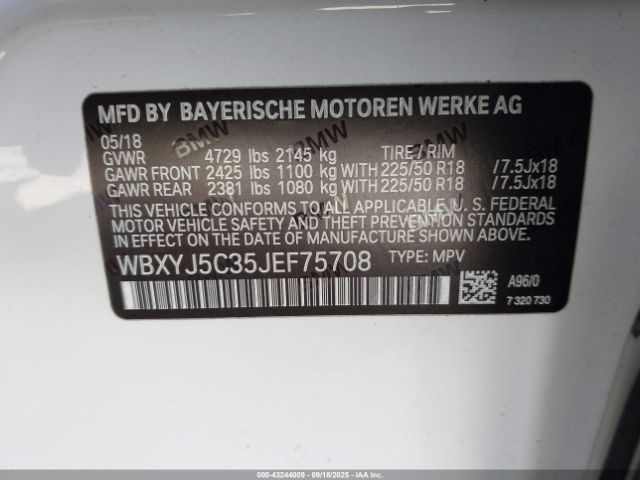 MFD BY BAYERISCHE MOTOREN WERKE AG
05/18
GVWR 4729 lbs 2145 kg TIRE/RIM
GAWR FRONT 2425 lbs 1100 kg WITH 225/50 R18 /7.5Jx18
GAWR REAR 2381 lbs 1080 kg WITH 225/50 R18 /7.5Jx18
THIS VEHICLE CONFORMS TO ALL APPLICABLE U. S. FEDERAL
MOTOR VEHICLE SAFETY, BUMPER, AND THEFT PREVENTION
STANDARDS IN EFFECT ON THE DATE OF MANUFACTURE
SHOWN ABOVE.
WBXYJ5C35JEF75708 TYPE: MPV
A96/0
7 320 730
000-43244009 - 09/18/2025 - COPYRIGHT IAA, LLC